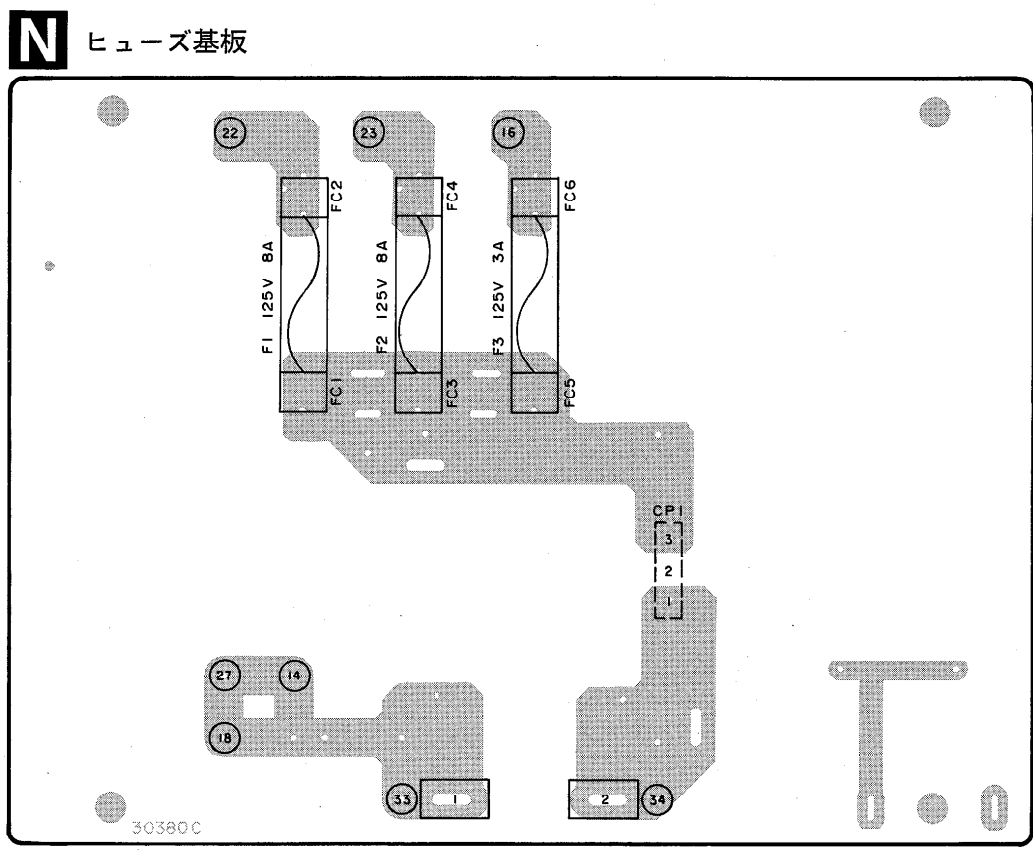 N ヒューズ基板
22 23 16
FC2 FC4 FC6
F1 125V 8A
F2 125V 8A
F3 125V 3A
FC1 FC3 FC5
CP1
3
2
1
27 14
18
33 1 2 34
30380C